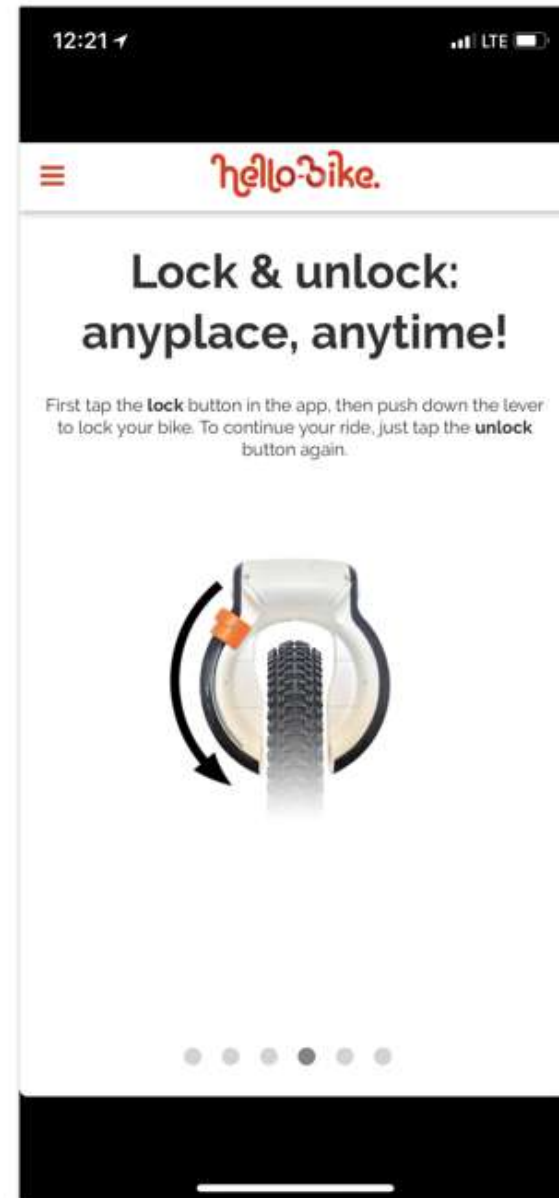 12:21
LTE
hello-bike.
Lock & unlock:
anyplace, anytime!
First tap the lock button in the app, then push down the lever
to lock your bike. To continue your ride, just tap the unlock
button again.